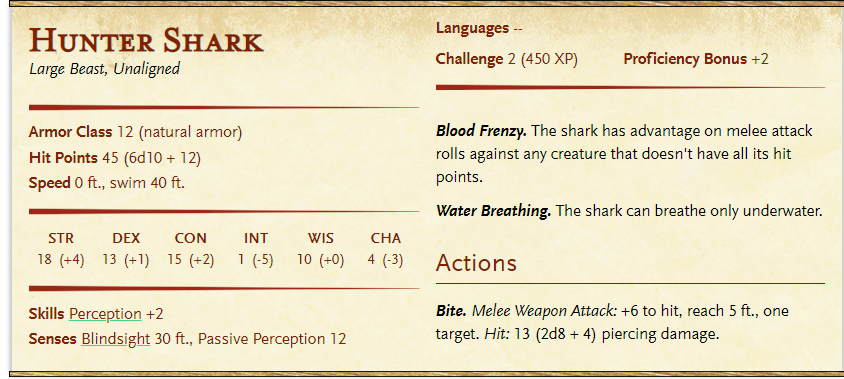 Hunter Shark
Large Beast, Unaligned
Armor Class 12 (natural armor)
Hit Points 45 (6d10 + 12)
Speed 0 ft., swim 40 ft.
STR DEX CON INT WIS CHA
18 (+4) 13 (+1) 15 (+2) 1 (-5) 10 (+0) 4 (-3)
Skills Perception +2
Senses Blindsight 30 ft., Passive Perception 12
Languages --
Challenge 2 (450 XP) Proficiency Bonus +2
Blood Frenzy. The shark has advantage on melee attack
rolls against any creature that doesn't have all its hit
points.
Water Breathing. The shark can breathe only underwater.
Actions
Bite. Melee Weapon Attack: +6 to hit, reach 5 ft., one
target. Hit: 13 (2d8 + 4) piercing damage.